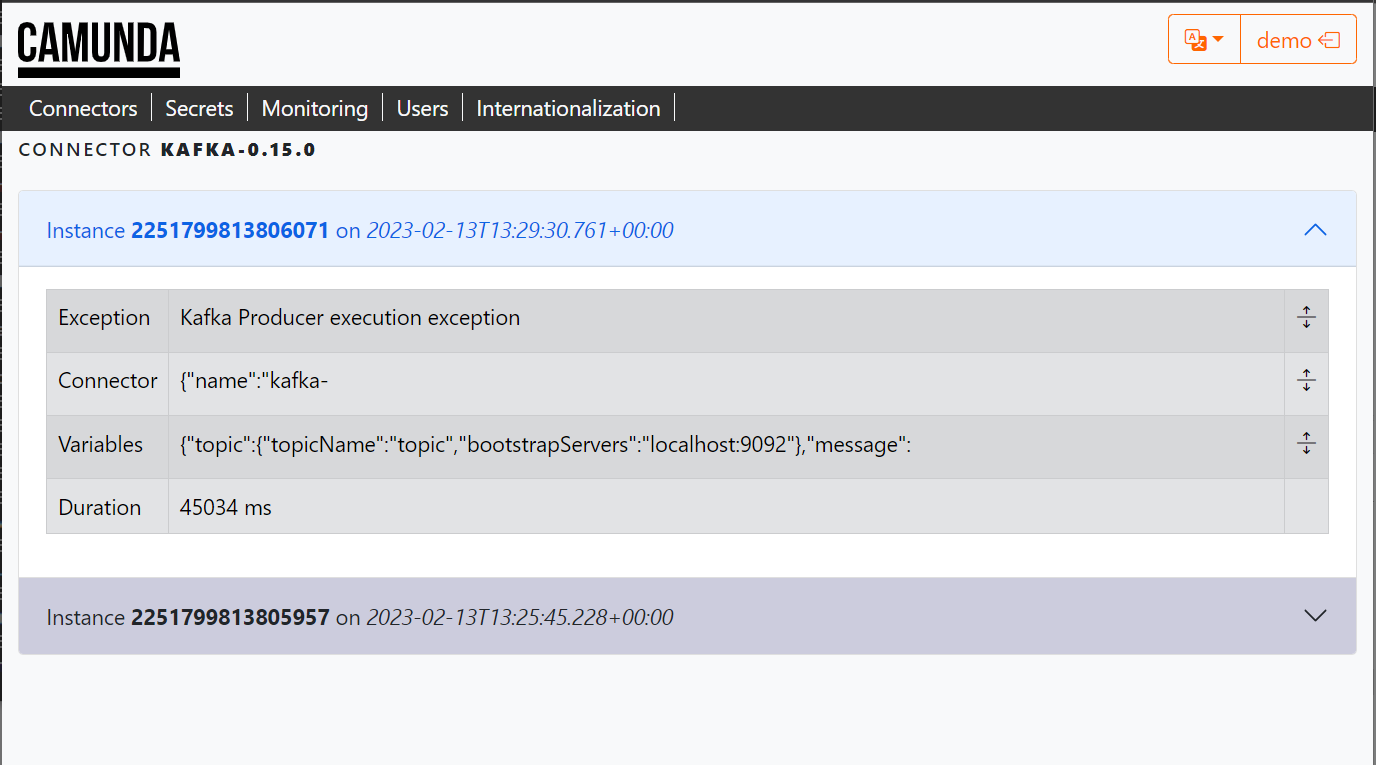 CAMUNDA
demo
Connectors Secrets Monitoring Users Internationalization
CONNECTOR KAFKA-0.15.0
Instance 2251799813806071 on 2023-02-13T13:29:30.761+00:00
Exception Kafka Producer execution exception
Connector {"name":"kafka-
Variables {"topic":{"topicName":"topic","bootstrapServers":"localhost:9092"},"message":
Duration 45034 ms
Instance 2251799813805957 on 2023-02-13T13:25:45.228+00:00